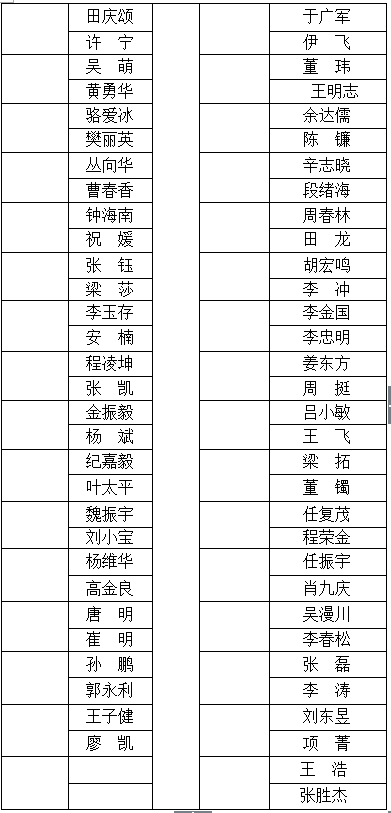 田庆颂 于广军
许 宁 伊 飞
吴 萌 董 玮
黄勇华 王明志
骆爱冰 余达儒
樊丽英 陈 镰
丛向华 辛志晓
曹春香 段绪海
钟海南 周春林
祝 媛 田 龙
张 钰 胡宏鸣
梁 莎 李 冲
李玉存 李金国
安 楠 李忠明
程凌坤 姜东方
张 凯 周 挺
金振毅 吕小敏
杨 斌 王 飞
纪嘉毅 梁 拓
叶太平 董 镯
魏振宇 任复茂
刘小宝 程荣金
杨维华 任振宇
高金良 肖九庆
唐 明 吴漫川
崔 明 李春松
孙 鹏 张 磊
郭永利 李 涛
王子健 刘东昱
廖 凯 项 菁
王 浩
张胜杰